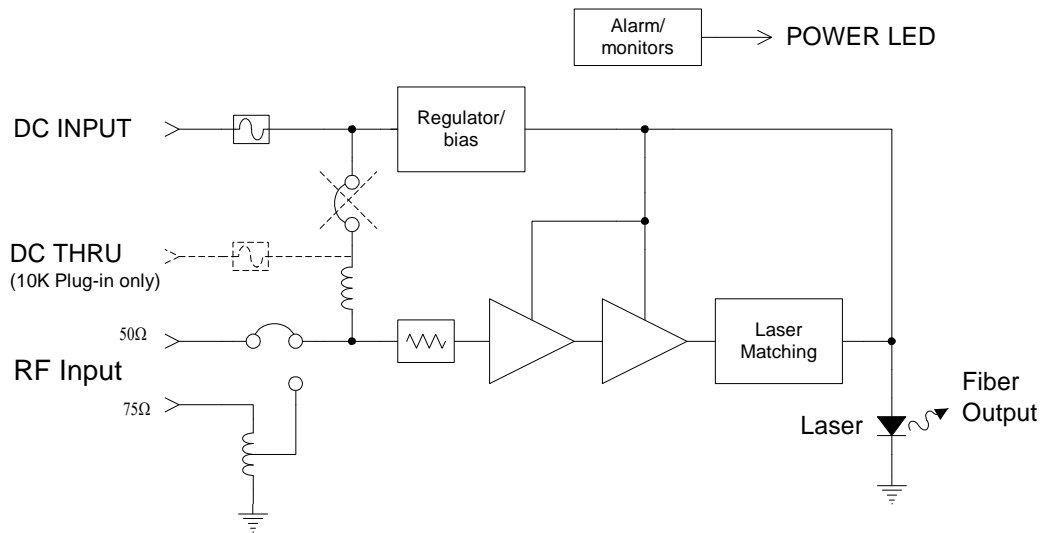 Alarm/
monitors
POWER LED
DC INPUT
Regulator/
bias
DC THRU
(10K Plug-in only)
50Ω
RF Input
75Ω
Laser
Matching
Laser
Fiber
Output